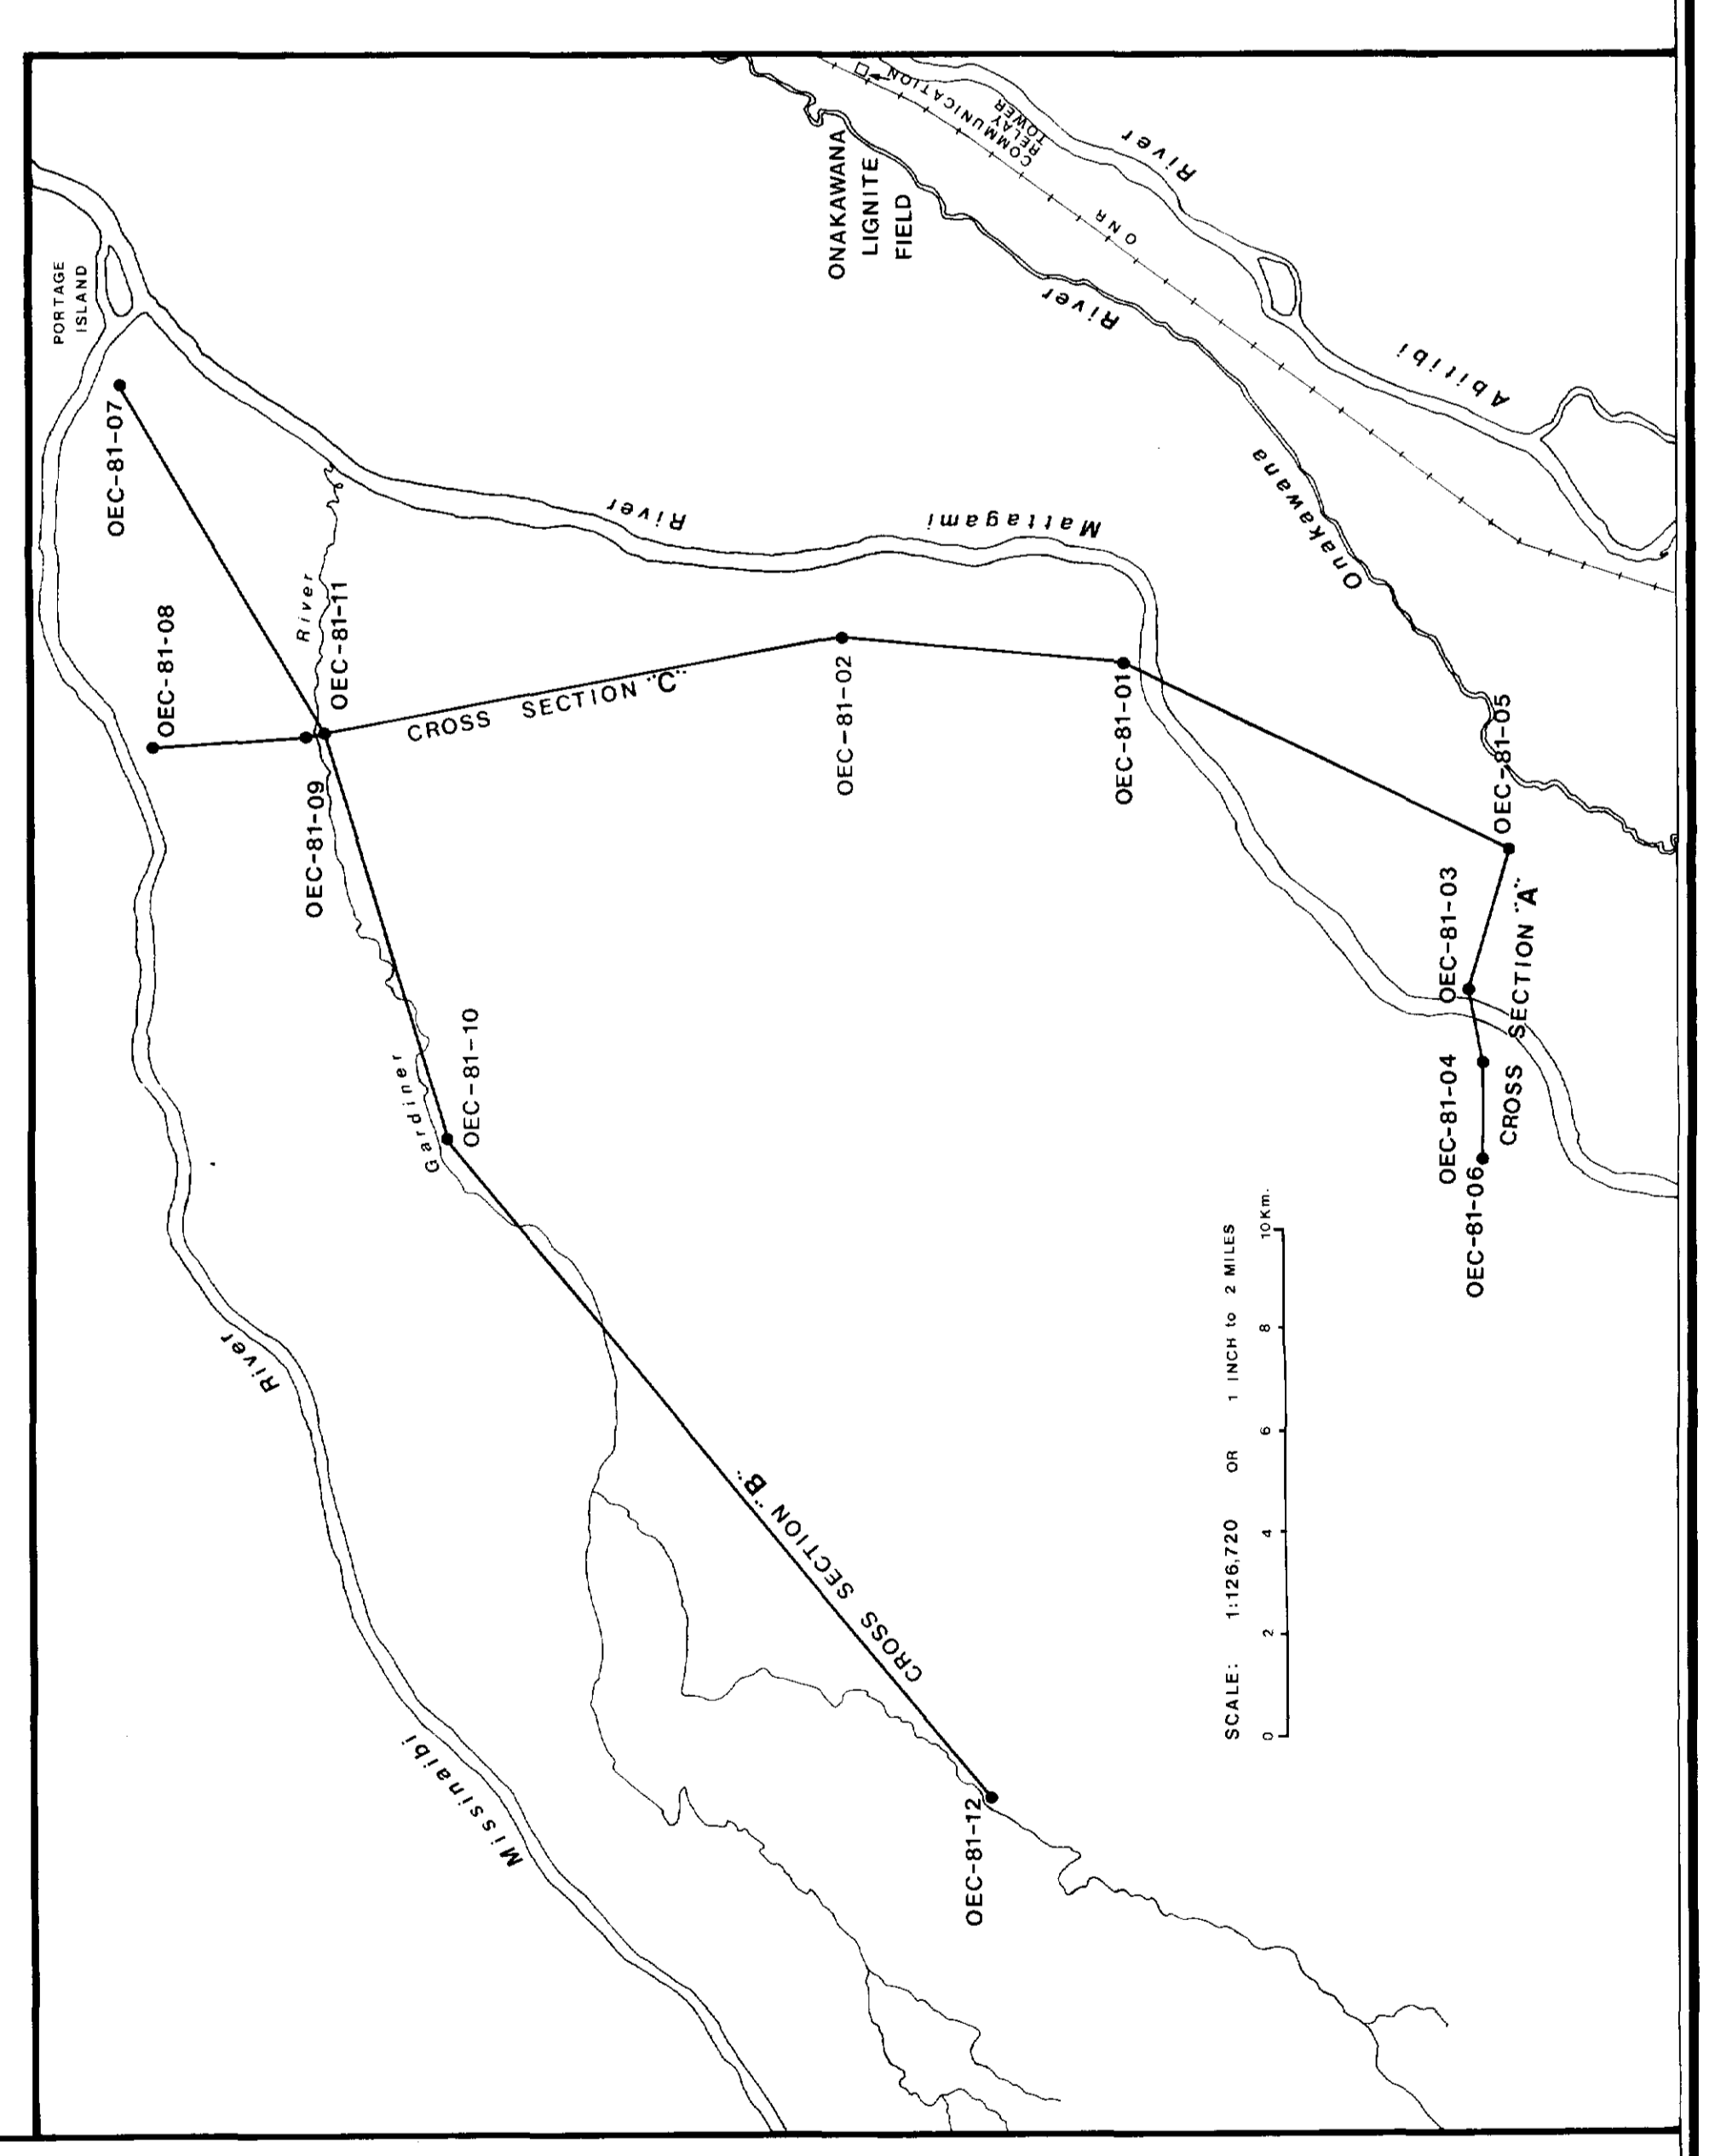 PORTAGE
ISLAND
OEC-81-07
OEC-81-08
River
OEC-81-11
OEC-81-09
CROSS SECTION "C"
OEC-81-02
OEC-81-01
River
Mattagami
ONAKAWANA
LIGNITE
FIELD
COMMUNICATION
RELAY
TOWER
River
ONR
River
Abitibi
Onakawana
OEC-81-05
OEC-81-03
CROSS SECTION "A"
OEC-81-04
OEC-81-06
Gardiner
OEC-81-10
River
Missinaibi
CROSS SECTION "B"
OEC-81-12
SCALE: 1:126,720 OR 1 INCH to 2 MILES
0 2 4 6 8 10Km.